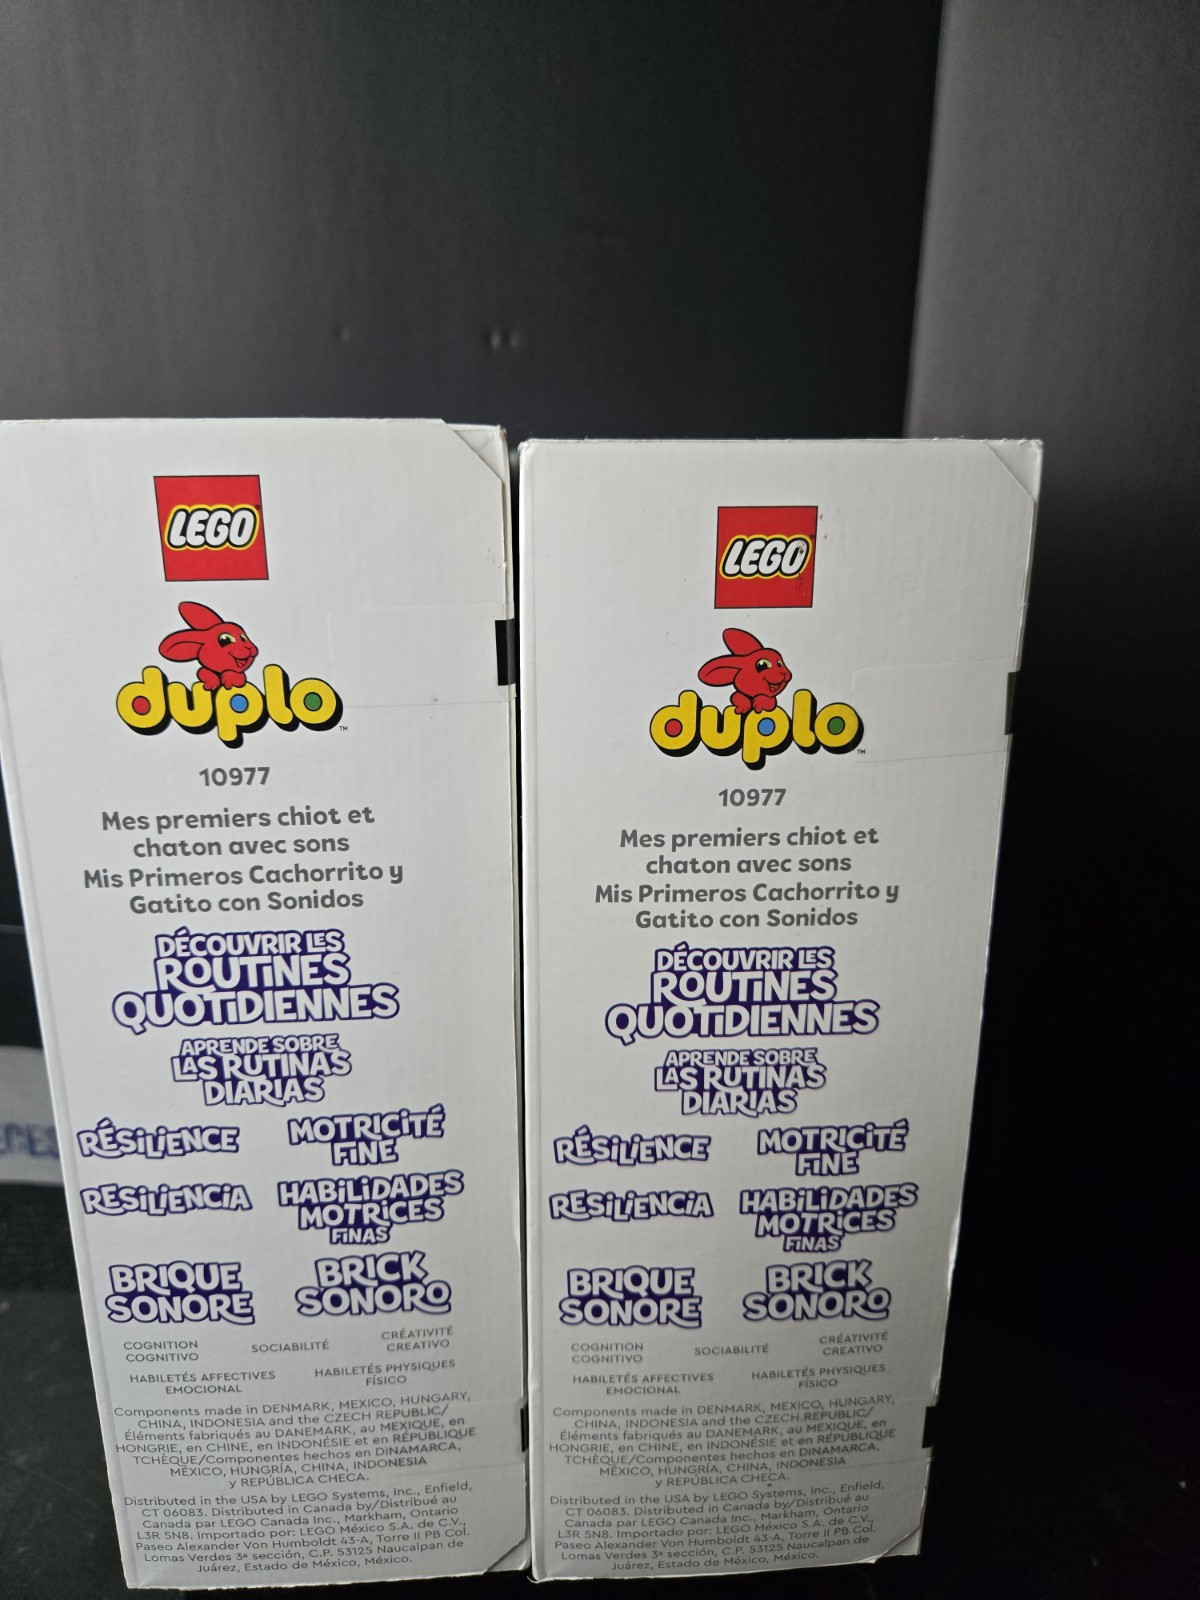 LEGO
duplo™
10977
Mes premiers chiot et
chaton avec sons
Mis Primeros Cachorrito y
Gatito con Sonidos
DÉCOUVRIR LES
ROUTINES
QUOTIDIENNES
APRENDE SOBRE
LAS RUTINAS
DIARIAS
RÉSILIENCE
MOTRICITÉ
FINE
RESILIENCIA
HABILIDADES
MOTRICES
FINAS
BRIQUE
SONORE
BRICK
SONORO
COGNITION
COGNITIVO
SOCIABILITÉ
CRÉATIVITÉ
CREATIVO
HABILETÉS AFFECTIVES
EMOCIONAL
HABILETÉS PHYSIQUES
FÍSICO
Components made in DENMARK, MEXICO, HUNGARY,
CHINA, INDONESIA and the CZECH REPUBLIC/
Éléments fabriqués au DANEMARK, au MEXIQUE, en
HONGRIE, en CHINE, en INDONÉSIE et en RÉPUBLIQUE
TCHÈQUE/Componentes hechos en DINAMARCA,
MÉXICO, HUNGRÍA, CHINA, INDONESIA
y REPÚBLICA CHECA.
Distributed in the USA by LEGO Systems, Inc., Enfield,
CT 06083. Distributed in Canada by/Distribué au
Canada par LEGO Canada Inc., Markham, Ontario
L3R 5N8. Importado por: LEGO México S.A. de C.V.,
Paseo Alexander Von Humboldt 43-A, Torre II PB Col.
Lomas Verdes 3ª sección, C.P. 53125 Naucalpan de
Juárez, Estado de México, México.
LEGO
duplo™
10977
Mes premiers chiot et
chaton avec sons
Mis Primeros Cachorrito y
Gatito con Sonidos
DÉCOUVRIR LES
ROUTINES
QUOTIDIENNES
APRENDE SOBRE
LAS RUTINAS
DIARIAS
RÉSILIENCE
MOTRICITÉ
FINE
RESILIENCIA
HABILIDADES
MOTRICES
FINAS
BRIQUE
SONORE
BRICK
SONORO
COGNITION
COGNITIVO
SOCIABILITÉ
CRÉATIVITÉ
CREATIVO
HABILETÉS AFFECTIVES
EMOCIONAL
HABILETÉS PHYSIQUES
FÍSICO
Components made in DENMARK, MEXICO, HUNGARY,
CHINA, INDONESIA and the CZECH REPUBLIC/
Éléments fabriqués au DANEMARK, au MEXIQUE, en
HONGRIE, en CHINE, en INDONÉSIE et en RÉPUBLIQUE
TCHÈQUE/Componentes hechos en DINAMARCA,
MÉXICO, HUNGRÍA, CHINA, INDONESIA
y REPÚBLICA CHECA.
Distributed in the USA by LEGO Systems, Inc., Enfield,
CT 06083. Distributed in Canada by/Distribué au
Canada par LEGO Canada Inc., Markham, Ontario
L3R 5N8. Importado por: LEGO México S.A. de C.V.,
Paseo Alexander Von Humboldt 43-A, Torre II PB Col.
Lomas Verdes 3ª sección, C.P. 53125 Naucalpan de
Juárez, Estado de México, México.